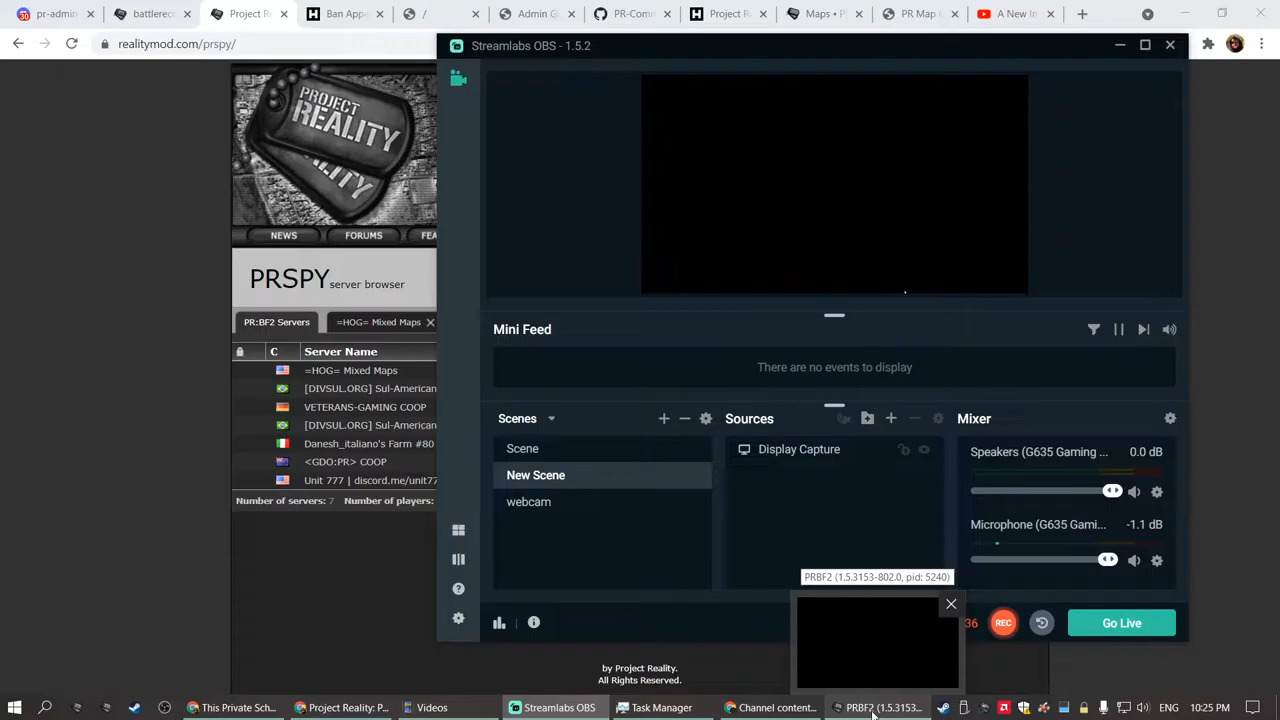 30
pr-admin
battlereco
Project Rea
Ban Appe
/
Admin G
PR-Comm
Project R
Maps • P
PR Map (
A New In
realitymod.com/prspy/
Streamlabs OBS - 1.5.2
PROJECT
REALITY
NEWS
FORUMS
FEA
PRSPY server browser
PR:BF2 Servers
=HOG= Mixed Maps
C
Server Name
=HOG= Mixed Maps
[DIVSUL.ORG] Sul-American
VETERANS-GAMING COOP
[DIVSUL.ORG] Sul-American
Danesh_italiano's Farm #80
<GDO:PR> COOP
Unit 777 | discord.me/unit77
Number of servers: 7 Number of players:
by Project Reality.
All Rights Reserved.
Mini Feed
There are no events to display
Scenes
Scene
New Scene
webcam
Sources
Display Capture
Mixer
Speakers (G635 Gaming ...
0.0 dB
Microphone (G635 Gami...
-1.1 dB
PRBF2 (1.5.3153-802.0, pid: 5240)
36
REC
Go Live
This Private Sch...
Project Reality: ...
Videos
Streamlabs OBS
Task Manager
Channel content...
PRBF2 (1.5.3153...
10:25 PM